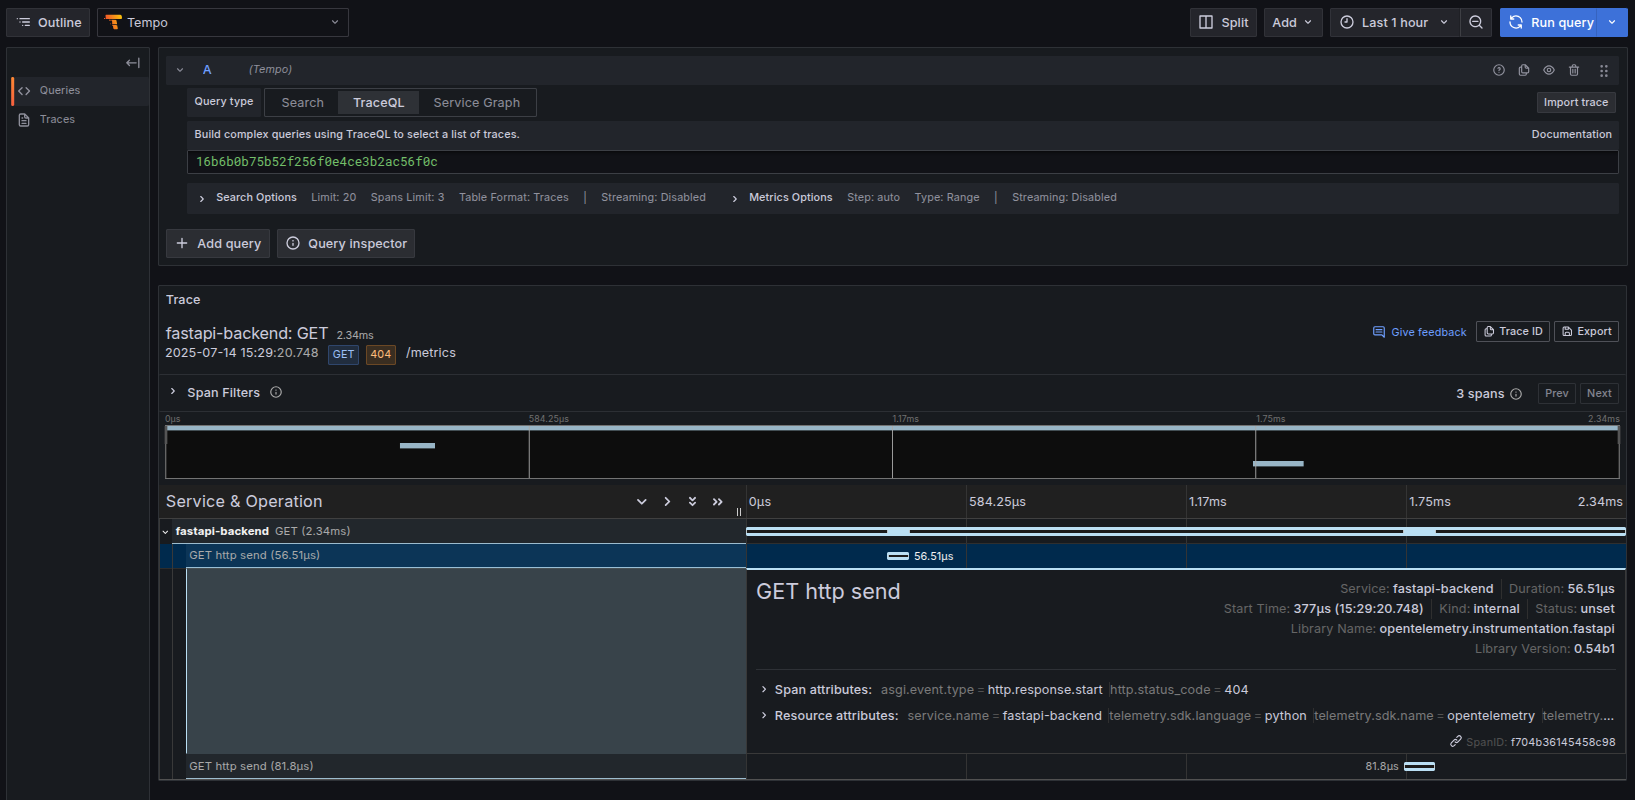 Outline Tempo Split Add Last 1 hour Run query
Queries
Traces
A (Tempo)
Query type Search TraceQL Service Graph Import trace
Build complex queries using TraceQL to select a list of traces. Documentation
16b6b0b75b52f256f0e4ce3b2ac56f0c
Search Options Limit: 20 Spans Limit: 3 Table Format: Traces | Streaming: Disabled Metrics Options Step: auto Type: Range | Streaming: Disabled
Add query Query inspector
Trace
fastapi-backend: GET 2.34ms Give feedback Trace ID Export
2025-07-14 15:29:20.748 GET 404 /metrics
Span Filters 3 spans Prev Next
0µs 584.25µs 1.17ms 1.75ms 2.34ms
Service & Operation 0µs 584.25µs 1.17ms 1.75ms 2.34ms
fastapi-backend GET (2.34ms)
GET http send (56.51µs) 56.51µs
GET http send Service: fastapi-backend Duration: 56.51µs
Start Time: 377µs (15:29:20.748) Kind: internal Status: unset
Library Name: opentelemetry.instrumentation.fastapi
Library Version: 0.54b1
Span attributes: asgi.event.type = http.response.start http.status_code = 404
Resource attributes: service.name = fastapi-backend telemetry.sdk.language = python telemetry.sdk.name = opentelemetry telemetry....
SpanID: f704b36145458c98
GET http send (81.8µs) 81.8µs